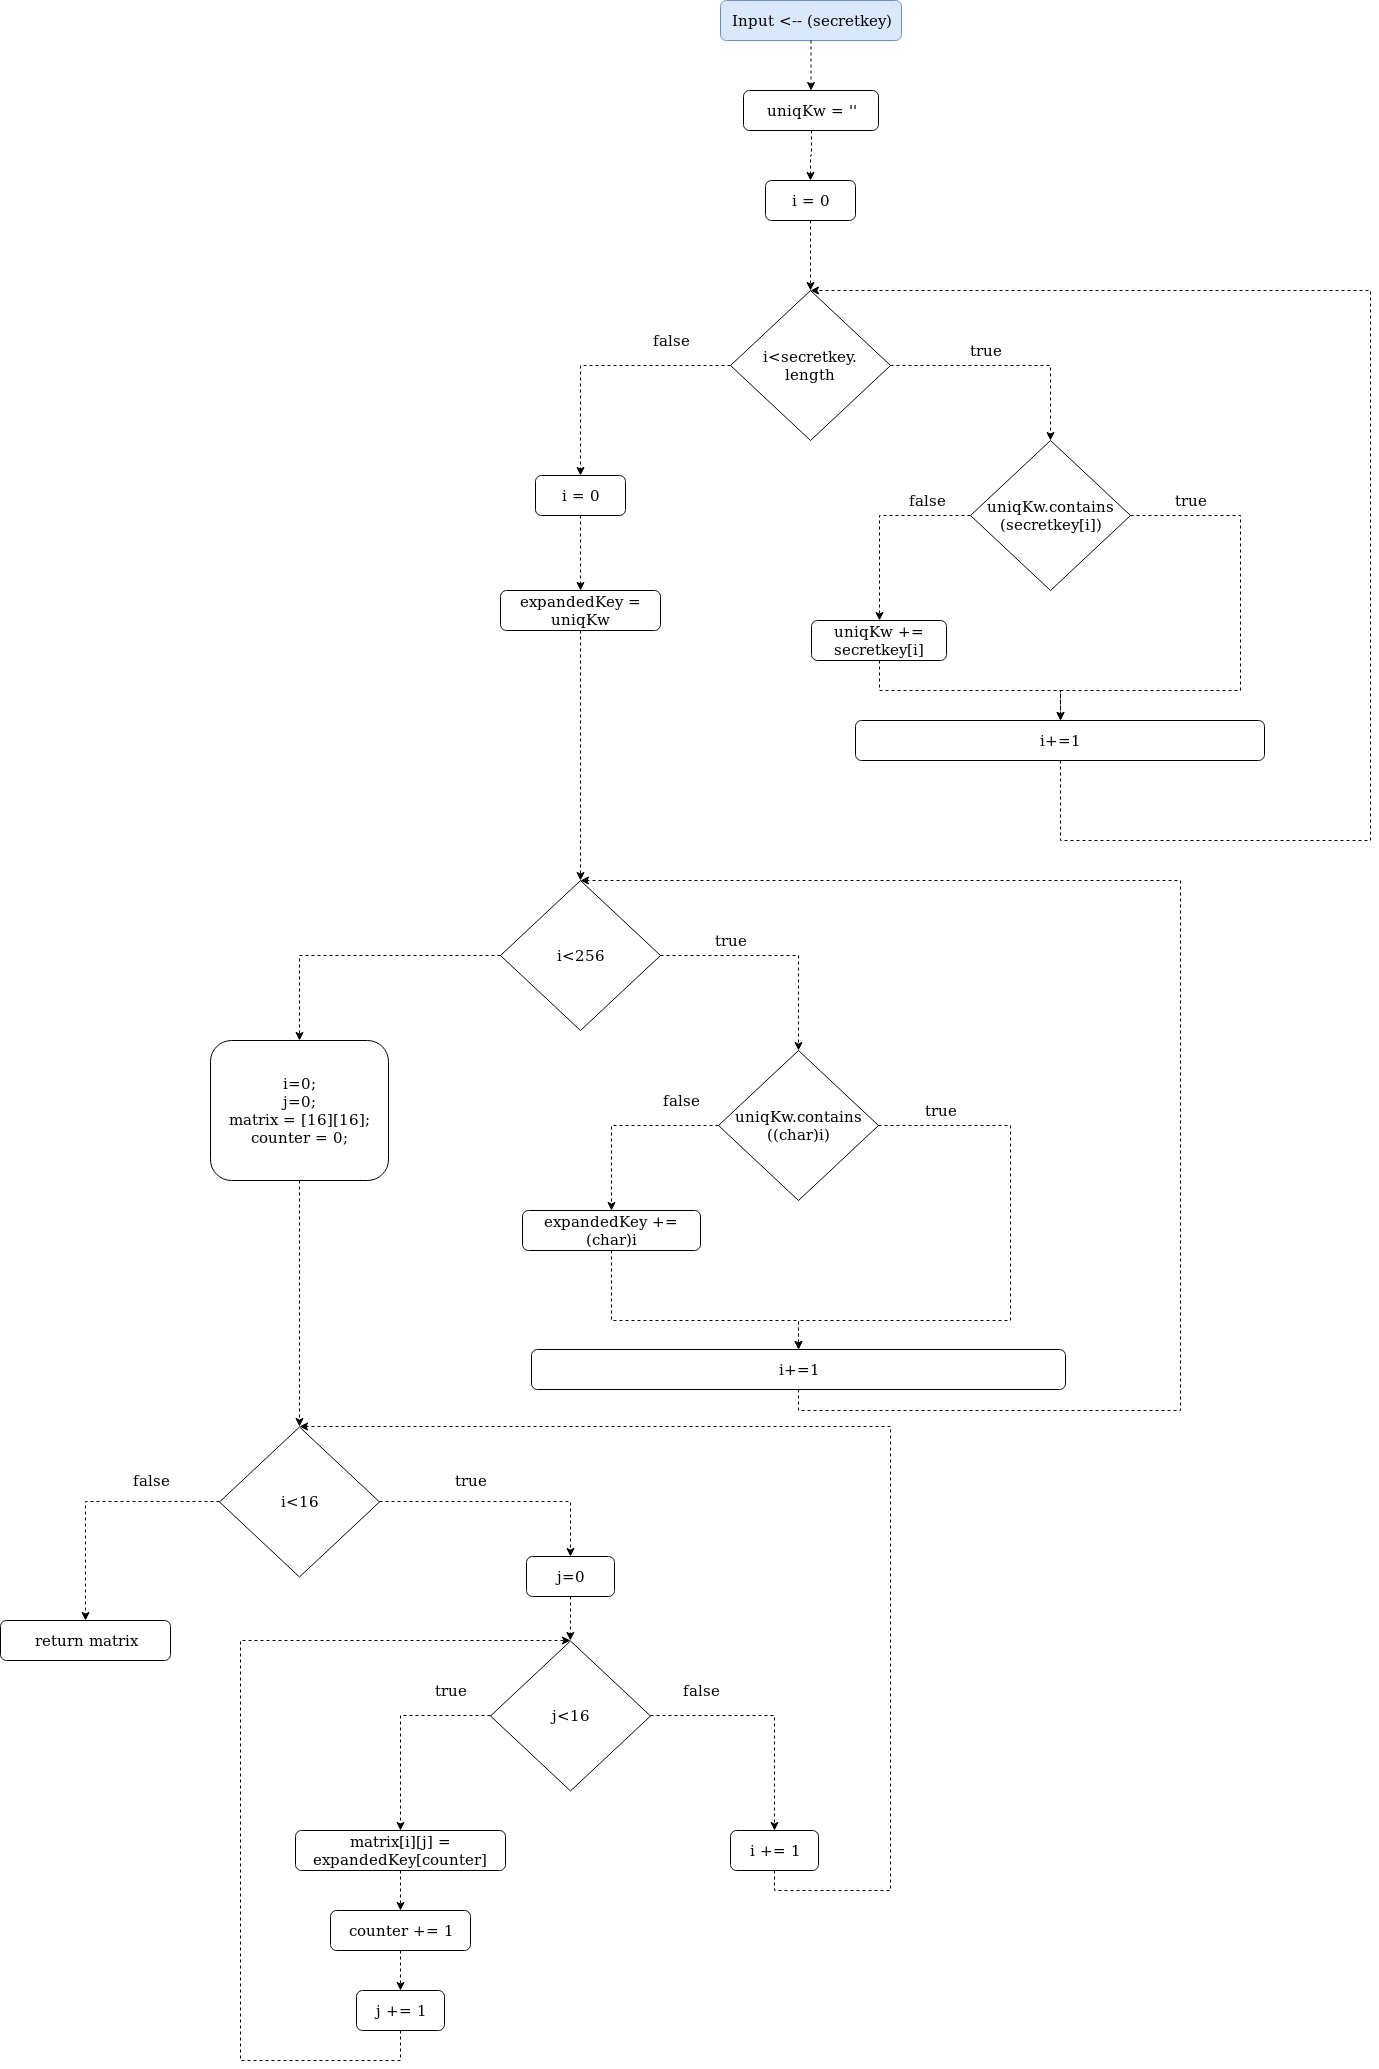 Input <-- (secretkey)
uniqKw = ''
i = 0
false
true
i<secretkey.
length
i = 0
false
true
uniqKw.contains
(secretkey[i])
expandedKey =
uniqKw
uniqKw +=
secretkey[i]
i+=1
true
i<256
i=0;
j=0;
matrix = [16][16];
counter = 0;
false
true
uniqKw.contains
((char)i)
expandedKey +=
(char)i
i+=1
false
true
i<16
j=0
return matrix
true
false
j<16
matrix[i][j] =
expandedKey[counter]
i += 1
counter += 1
j += 1